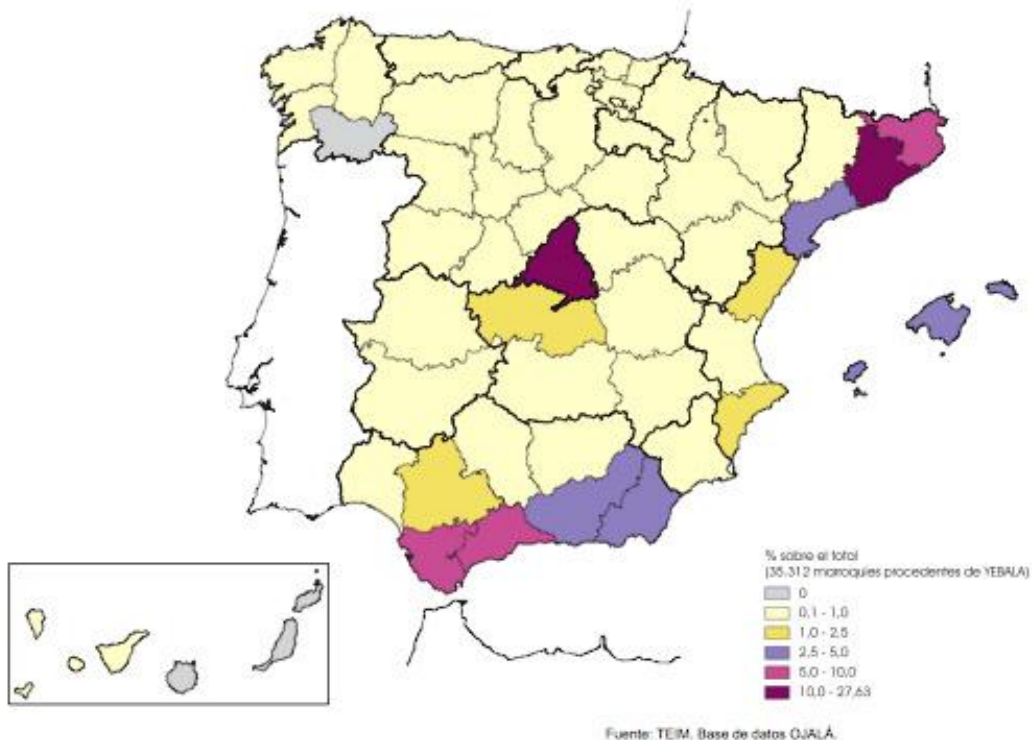 % sobre el total
(35.312 marroquíes procedentes de YEBALA)
0
0,1 - 1,0
1,0 - 2,5
2,5 - 5,0
5,0 - 10,0
10,0 - 27,63
Fuente: TEIM. Base de datos OJALÁ.